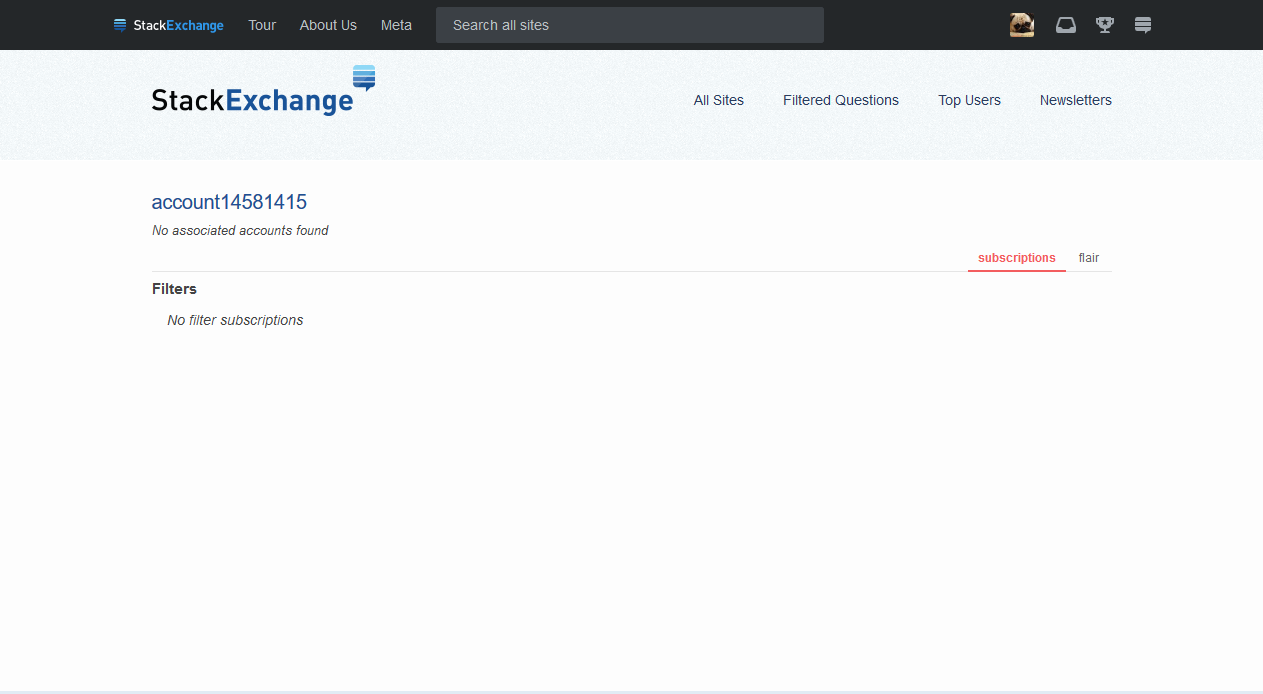 StackExchange Tour About Us Meta Search all sites
StackExchange
All Sites Filtered Questions Top Users Newsletters
account14581415
No associated accounts found
subscriptions flair
Filters
No filter subscriptions